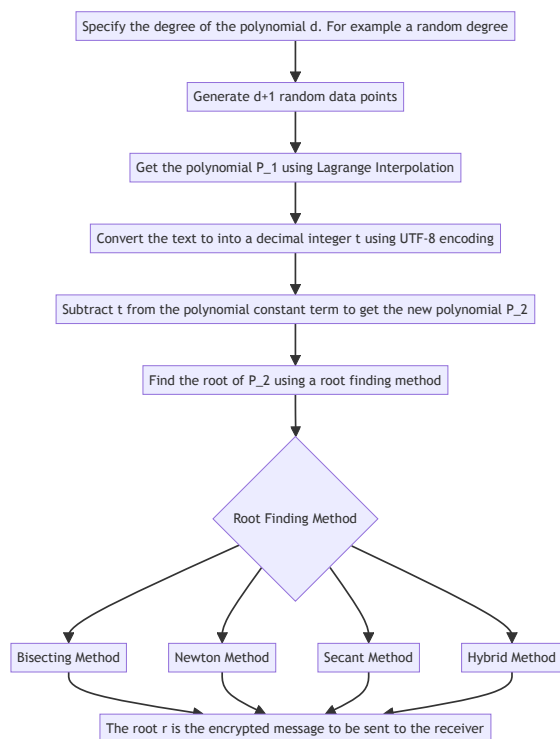 Specify the degree of the polynomial d. For example a random degree
Generate d+1 random data points
Get the polynomial P_1 using Lagrange Interpolation
Convert the text to into a decimal integer t using UTF-8 encoding
Subtract t from the polynomial constant term to get the new polynomial P_2
Find the root of P_2 using a root finding method
Root Finding Method
Bisecting Method
Newton Method
Secant Method
Hybrid Method
The root r is the encrypted message to be sent to the receiver